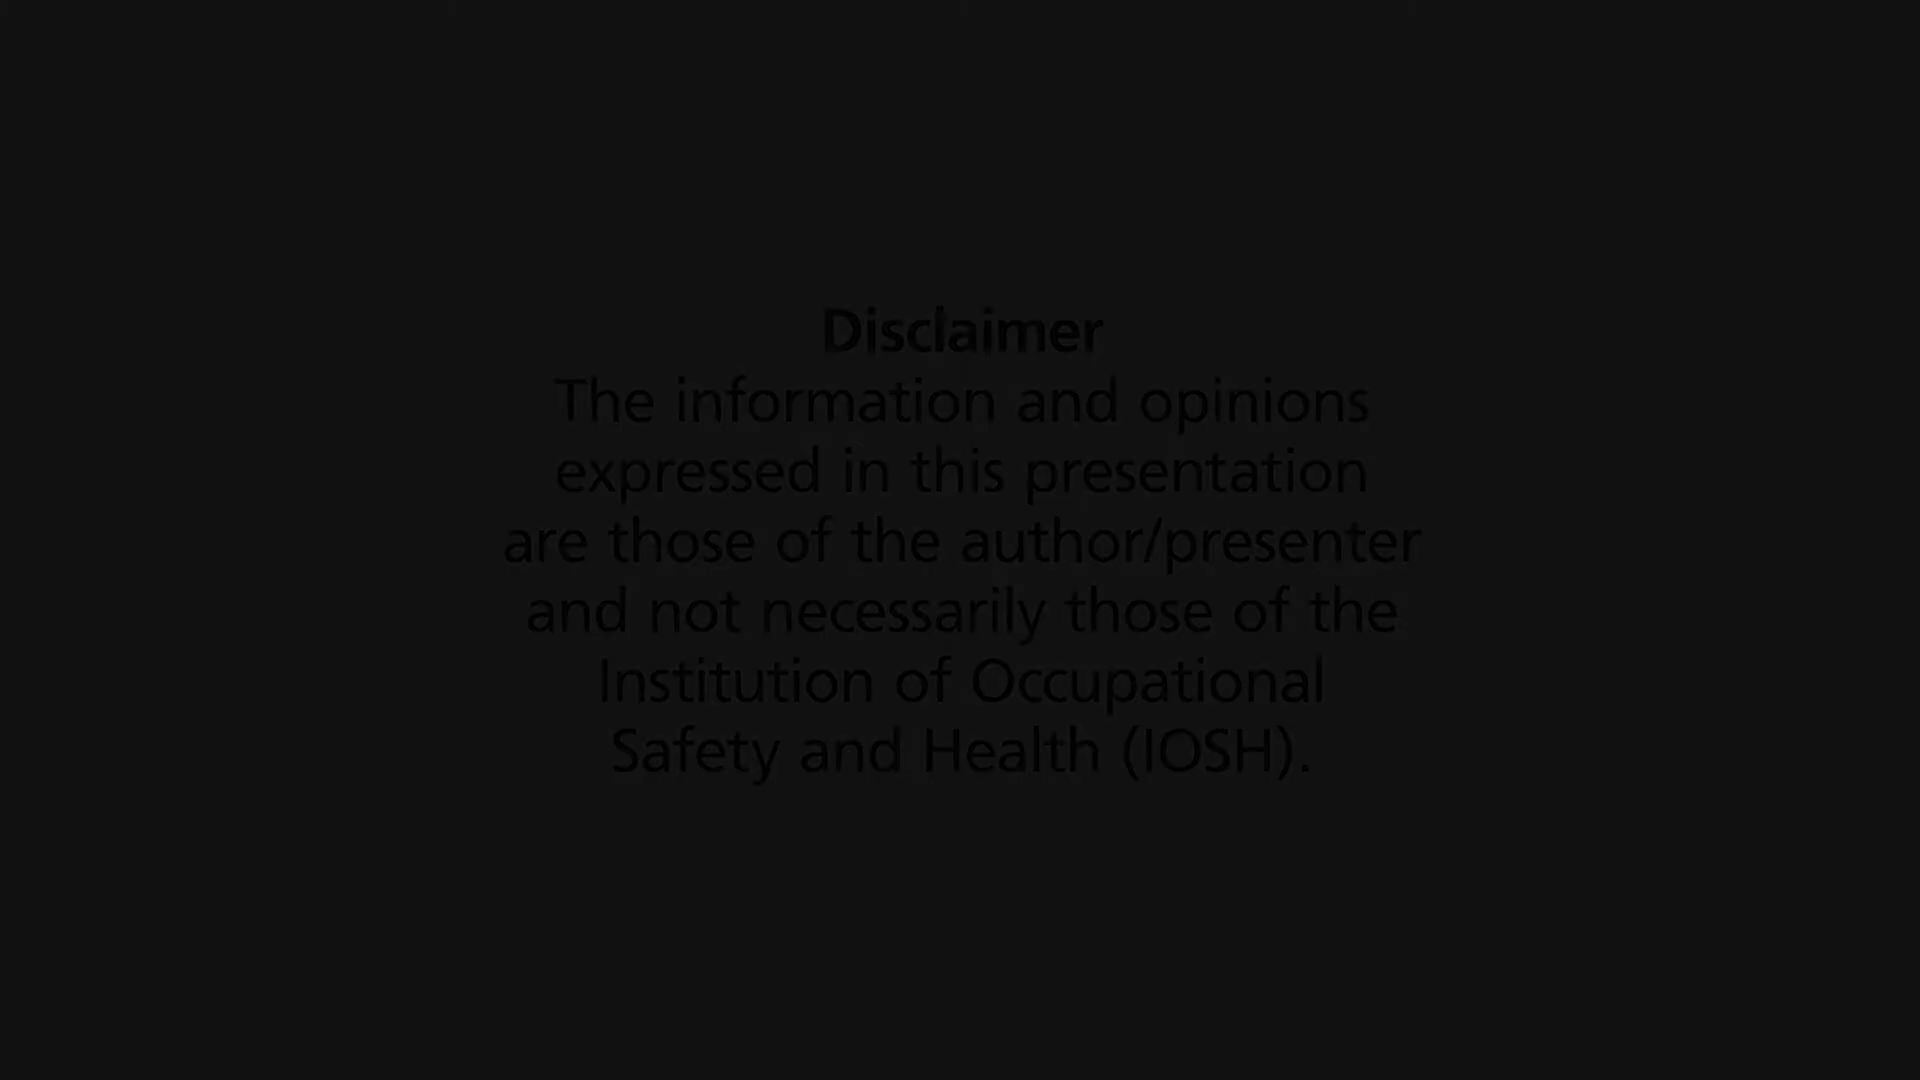 Disclaimer
The information and opinions
expressed in this presentation
are those of the author/presenter
and not necessarily those of the
Institution of Occupational
Safety and Health (IOSH).